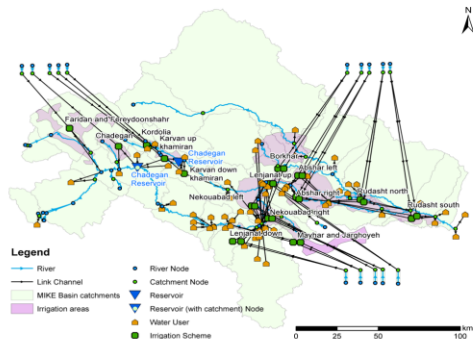 N
Faridan and Fereydoonshahr
Chadegan
Kordolia
Karvan up
khamiran
Chadegan
Reservoir
Karvan down
khamiran
Chadegan
Reservoir
Borkhar
Abshar left
Lenjanat up
Nekouabad left
Abshar right
Rudasht north
Rudasht south
Nekouabad right
Lenjanat down
Mayhar and Jarghoyeh
Legend
River
Link Channel
MIKE Basin catchments
Irrigation areas
River Node
Catchment Node
Reservoir
Reservoir (with catchment) Node
Water User
Irrigation Scheme
0
50
100
km